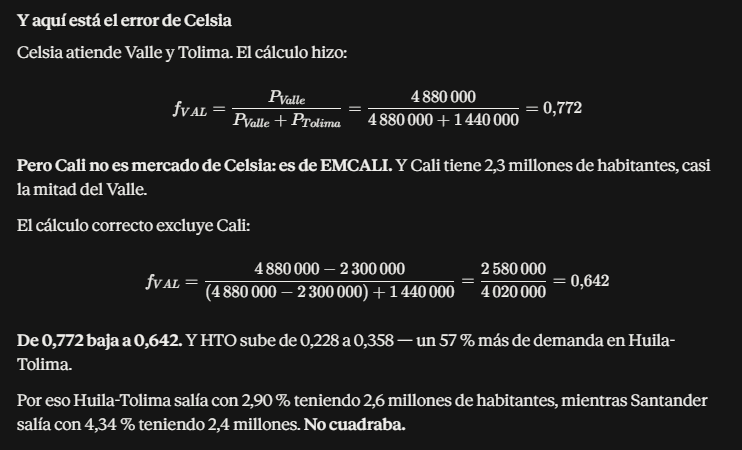 Y aquí está el error de Celsia
Celsia atiende Valle y Tolima. El cálculo hizo:
f_VAL = P_Valle / (P_Valle + P_Tolima) = 4 880 000 / (4 880 000 + 1 440 000) = 0,772
Pero Cali no es mercado de Celsia: es de EMCALI. Y Cali tiene 2,3 millones de habitantes, casi
la mitad del Valle.
El cálculo correcto excluye Cali:
f_VAL = (4 880 000 − 2 300 000) / ((4 880 000 − 2 300 000) + 1 440 000) = 2 580 000 / 4 020 000 = 0,642
De 0,772 baja a 0,642. Y HTO sube de 0,228 a 0,358 — un 57 % más de demanda en Huila-
Tolima.
Por eso Huila-Tolima salía con 2,90 % teniendo 2,6 millones de habitantes, mientras Santander
salía con 4,34 % teniendo 2,4 millones. No cuadraba.